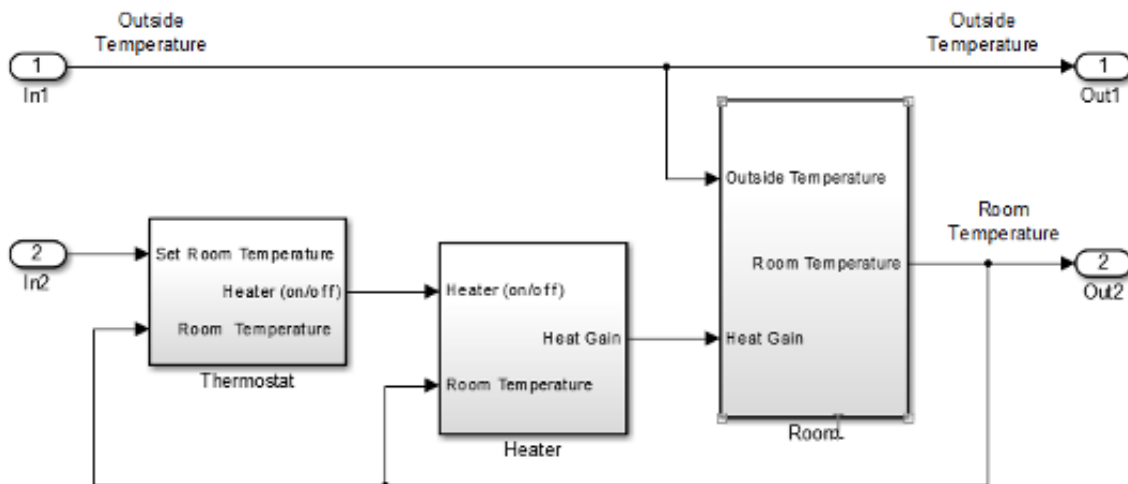 Outside
Temperature
Outside
Temperature
1
In1
1
Out1
Outside Temperature
Room
Temperature
2
In2
Set Room Temperature
Heater (on/off)
Room Temperature
Thermostat
Heater (on/off)
Heat Gain
Room Temperature
Heater
Room Temperature
Heat Gain
Room
2
Out2